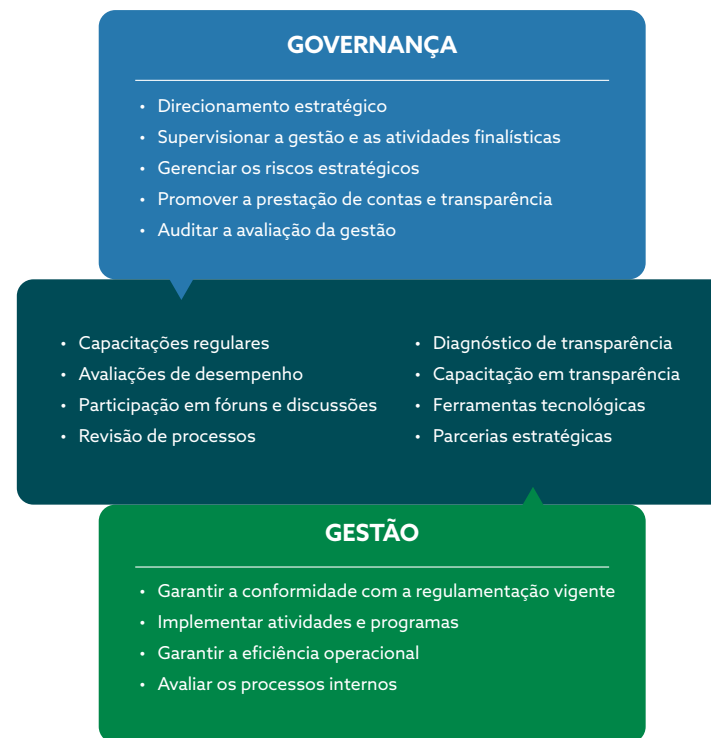 GOVERNANÇA
• Direcionamento estratégico
• Supervisionar a gestão e as atividades finalísticas
• Gerenciar os riscos estratégicos
• Promover a prestação de contas e transparência
• Auditar a avaliação da gestão
• Capacitações regulares
• Avaliações de desempenho
• Participação em fóruns e discussões
• Revisão de processos
• Diagnóstico de transparência
• Capacitação em transparência
• Ferramentas tecnológicas
• Parcerias estratégicas
GESTÃO
• Garantir a conformidade com a regulamentação vigente
• Implementar atividades e programas
• Garantir a eficiência operacional
• Avaliar os processos internos